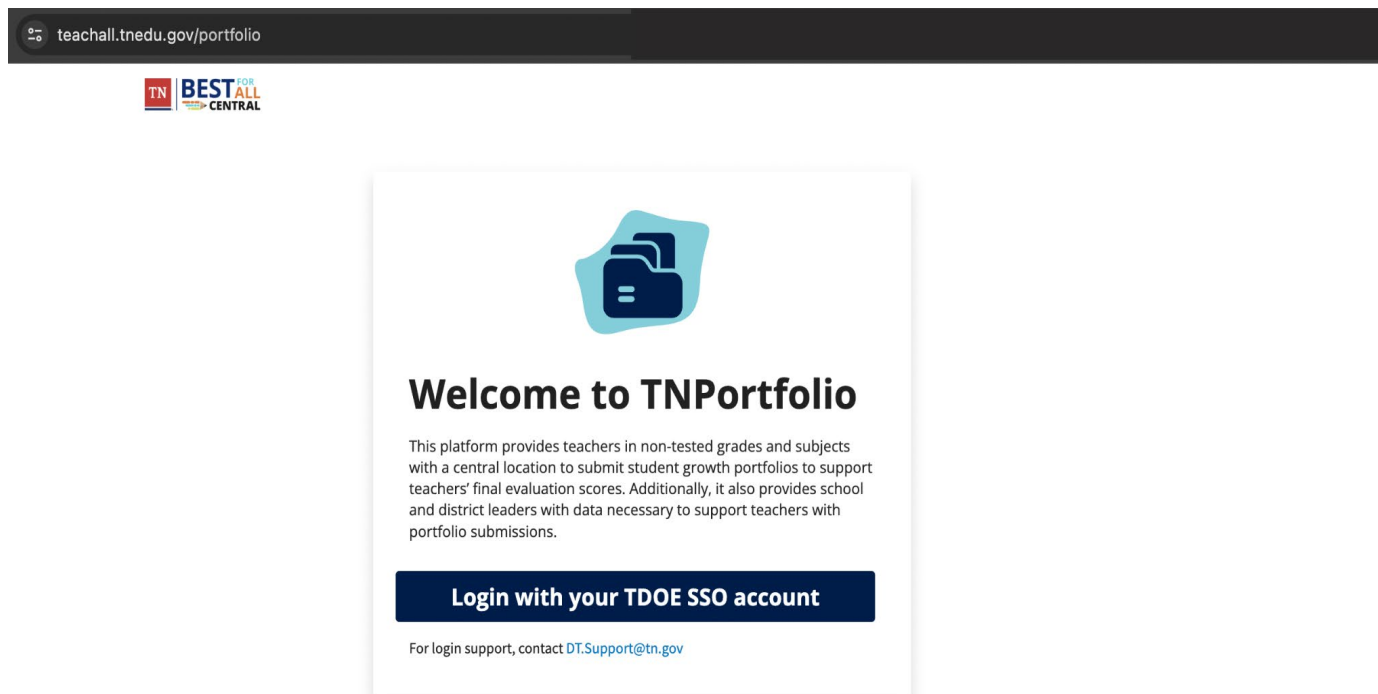 teachall.tnedu.gov/portfolio
TN BEST FOR ALL
CENTRAL
Welcome to TNPortfolio
This platform provides teachers in non-tested grades and subjects
with a central location to submit student growth portfolios to support
teachers' final evaluation scores. Additionally, it also provides school
and district leaders with data necessary to support teachers with
portfolio submissions.
Login with your TDOE SSO account
For login support, contact DT.Support@tn.gov